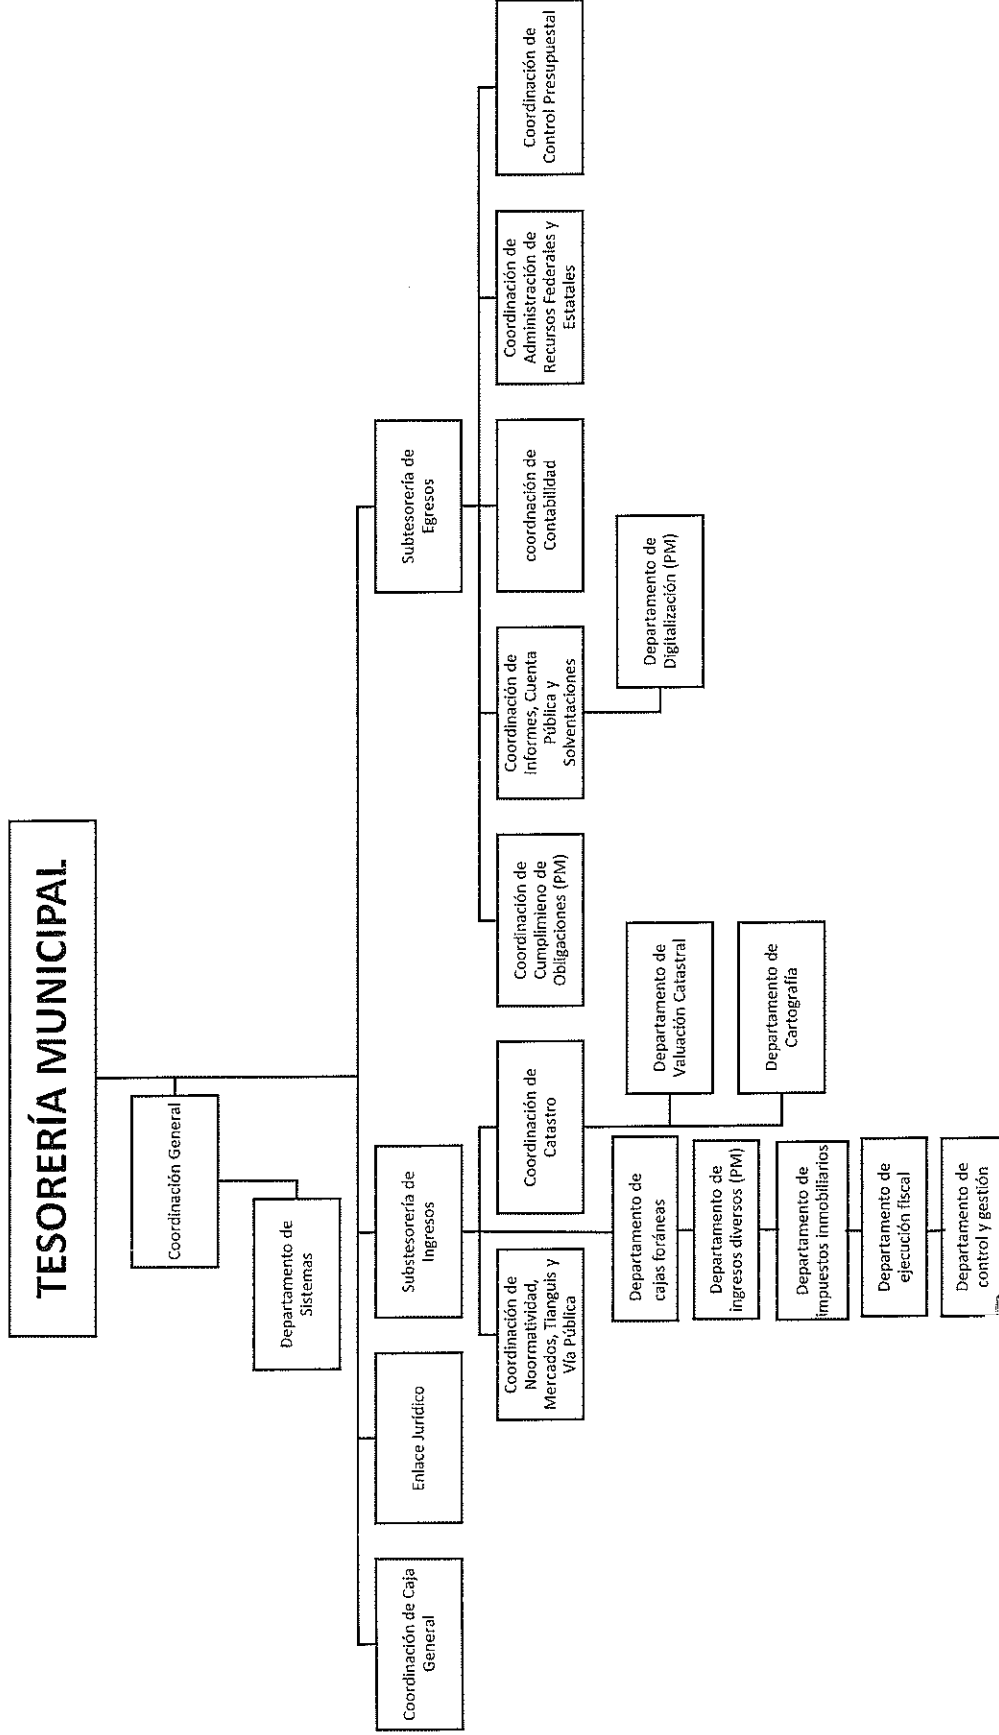 TESORERÍA MUNICIPAL
Coordinación General
Departamento de
Sistemas
Coordinación de Caja
General
Enlace Jurídico
Substesorería de
Ingresos
Subtesorería de
Egresos
Coordinación de
Noormatividad,
Mercados, Tianguis y
Vía Pública
Coordinación de
Catastro
Coordinación de
Cumplimieno de
Obligaciones (PM)
Coordinación de
Informes, Cuenta
Pública y
Solventaciones
coordnación de
Contabilidad
Coordinación de
Administración de
Recursos Federales y
Estatales
Coordinación de
Control Presupuestal
Departamento de
cajas foráneas
Departamento de
ingresos diversos (PM)
Departamento de
impuestos inmobiliarios
Departamento de
ejecución fiscal
Departamento de
control y gestión
Departamento de
Valuación Catastral
Departamento de
Cartografía
Departamento de
Digitalización (PM)